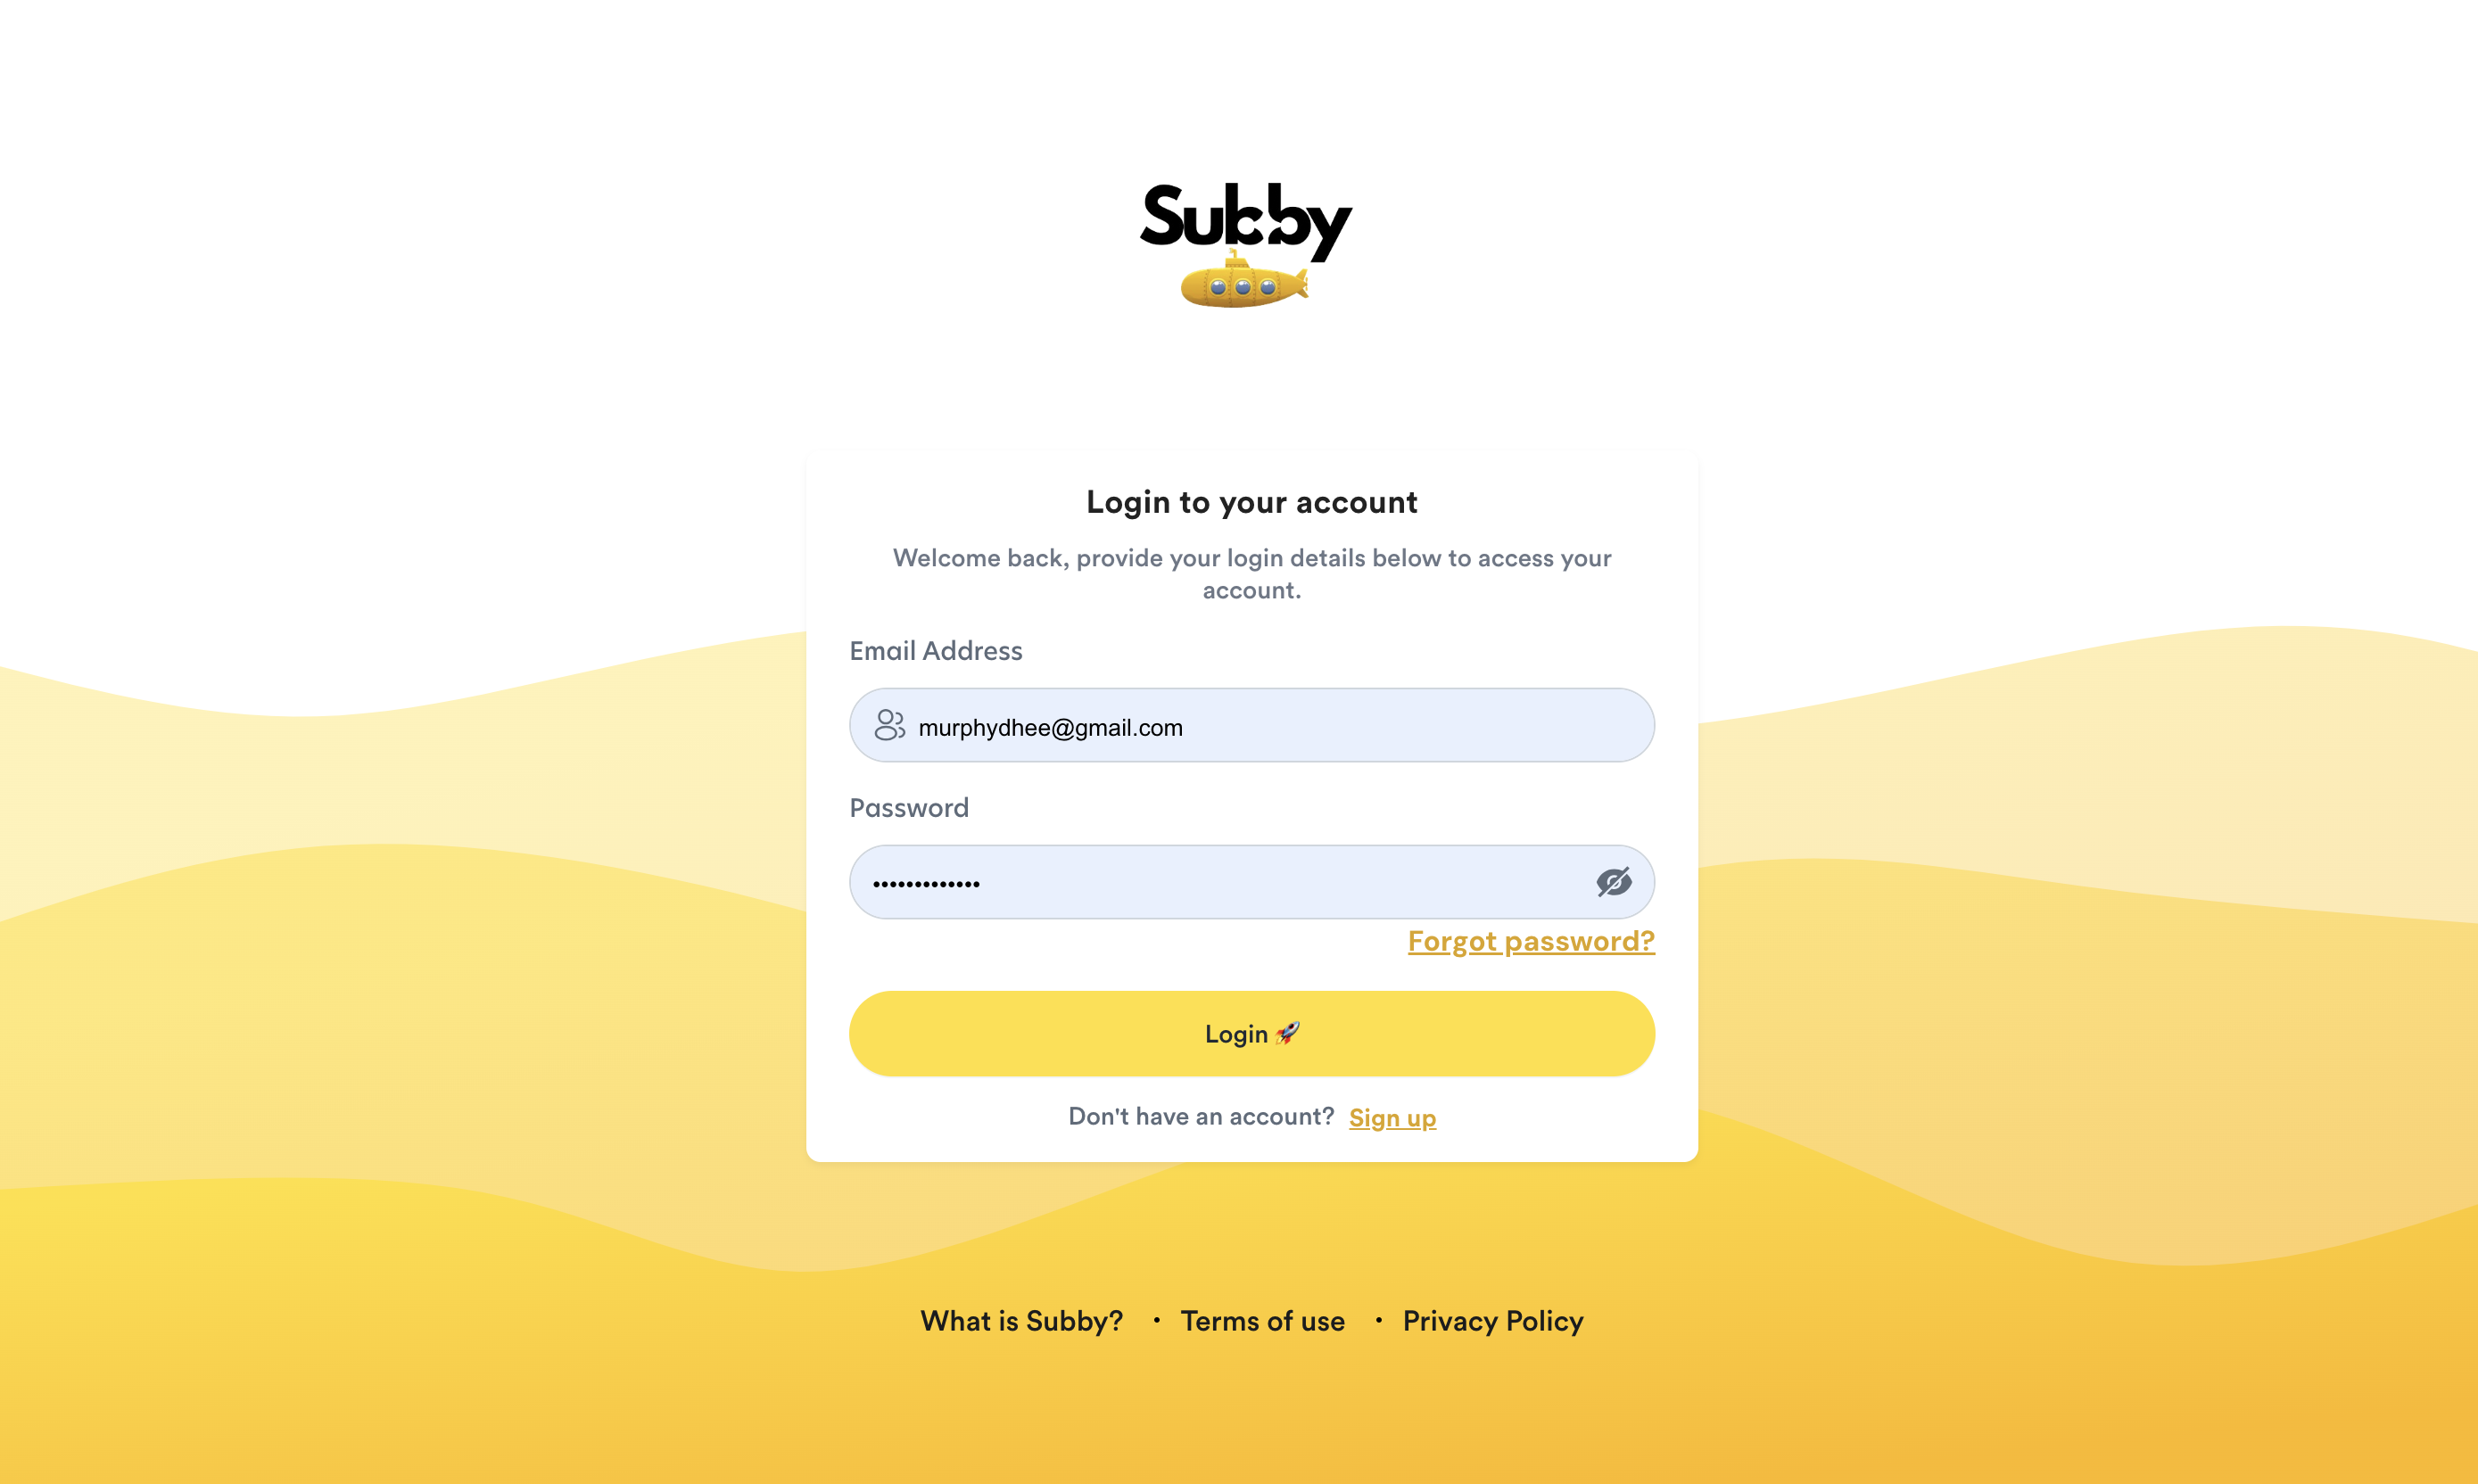 Subby
Login to your account
Welcome back, provide your login details below to access your
account.
Email Address
murphydhee@gmail.com
Password
•••••••••••••
Forgot password?
Login 🚀
Don't have an account? Sign up
What is Subby? • Terms of use • Privacy Policy